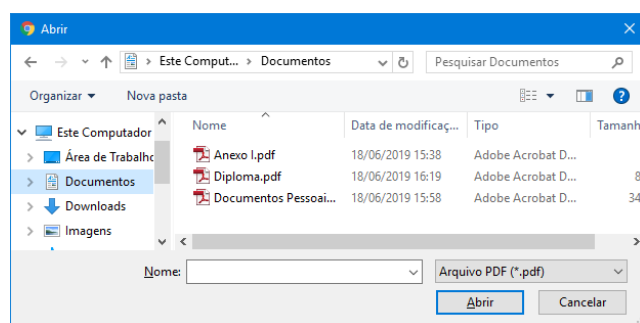 Abrir
Este Comput... > Documentos Pesquisar Documentos
Organizar Nova pasta
Nome Data de modificaç... Tipo Tamanh
Este Computador
Área de Trabalho
Documentos
Downloads
Imagens
Anexo I.pdf 18/06/2019 15:38 Adobe Acrobat D...
Diploma.pdf 18/06/2019 16:19 Adobe Acrobat D... 8
Documentos Pessoai... 18/06/2019 15:58 Adobe Acrobat D... 34
Nome: Arquivo PDF (*.pdf)
Abrir Cancelar